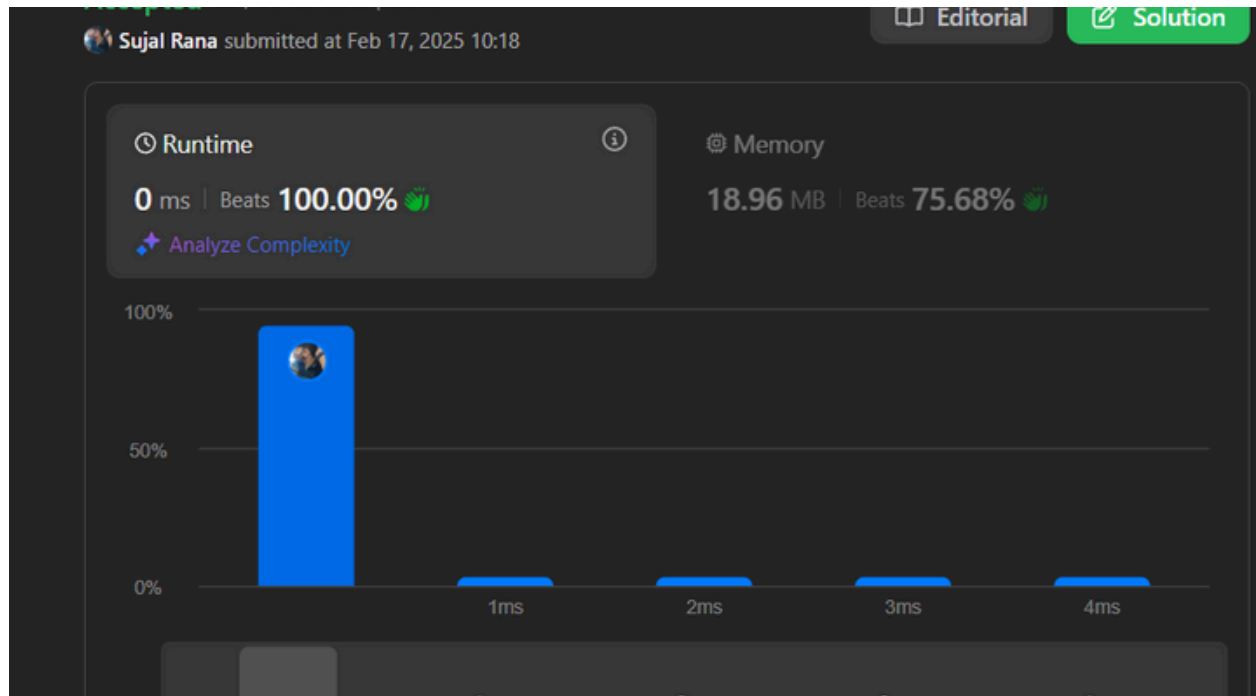 Editorial
Solution
Sujal Rana submitted at Feb 17, 2025 10:18
Runtime
Memory
0 ms | Beats 100.00%
18.96 MB | Beats 75.68%
Analyze Complexity
100%
50%
0%
1ms
2ms
3ms
4ms